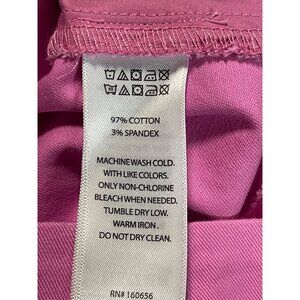 97% COTTON
3% SPANDEX
MACHINE WASH COLD.
WITH LIKE COLORS.
ONLY NON-CHLORINE
BLEACH WHEN NEEDED.
TUMBLE DRY LOW.
WARM IRON.
DO NOT DRY CLEAN.
RN# 160656